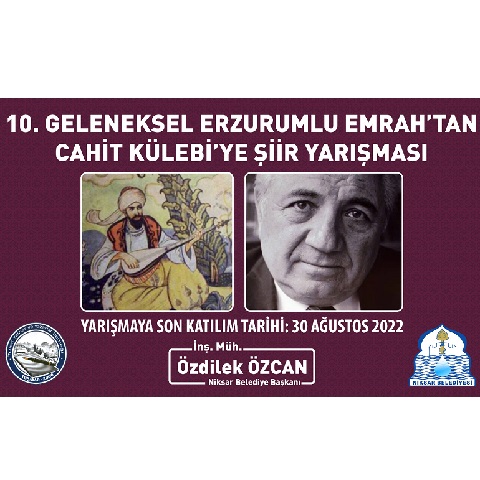 10. GELENEKSEL ERZURUMLU EMRAH'TAN
CAHİT KÜLEBİ'YE ŞİİR YARIŞMASI
YARIŞMAYA SON KATILIM TARİHİ: 30 AĞUSTOS 2022
İnş. Müh.
Özdilek ÖZCAN
Niksar Belediye Başkanı
NİKSAR BELEDİYESİ